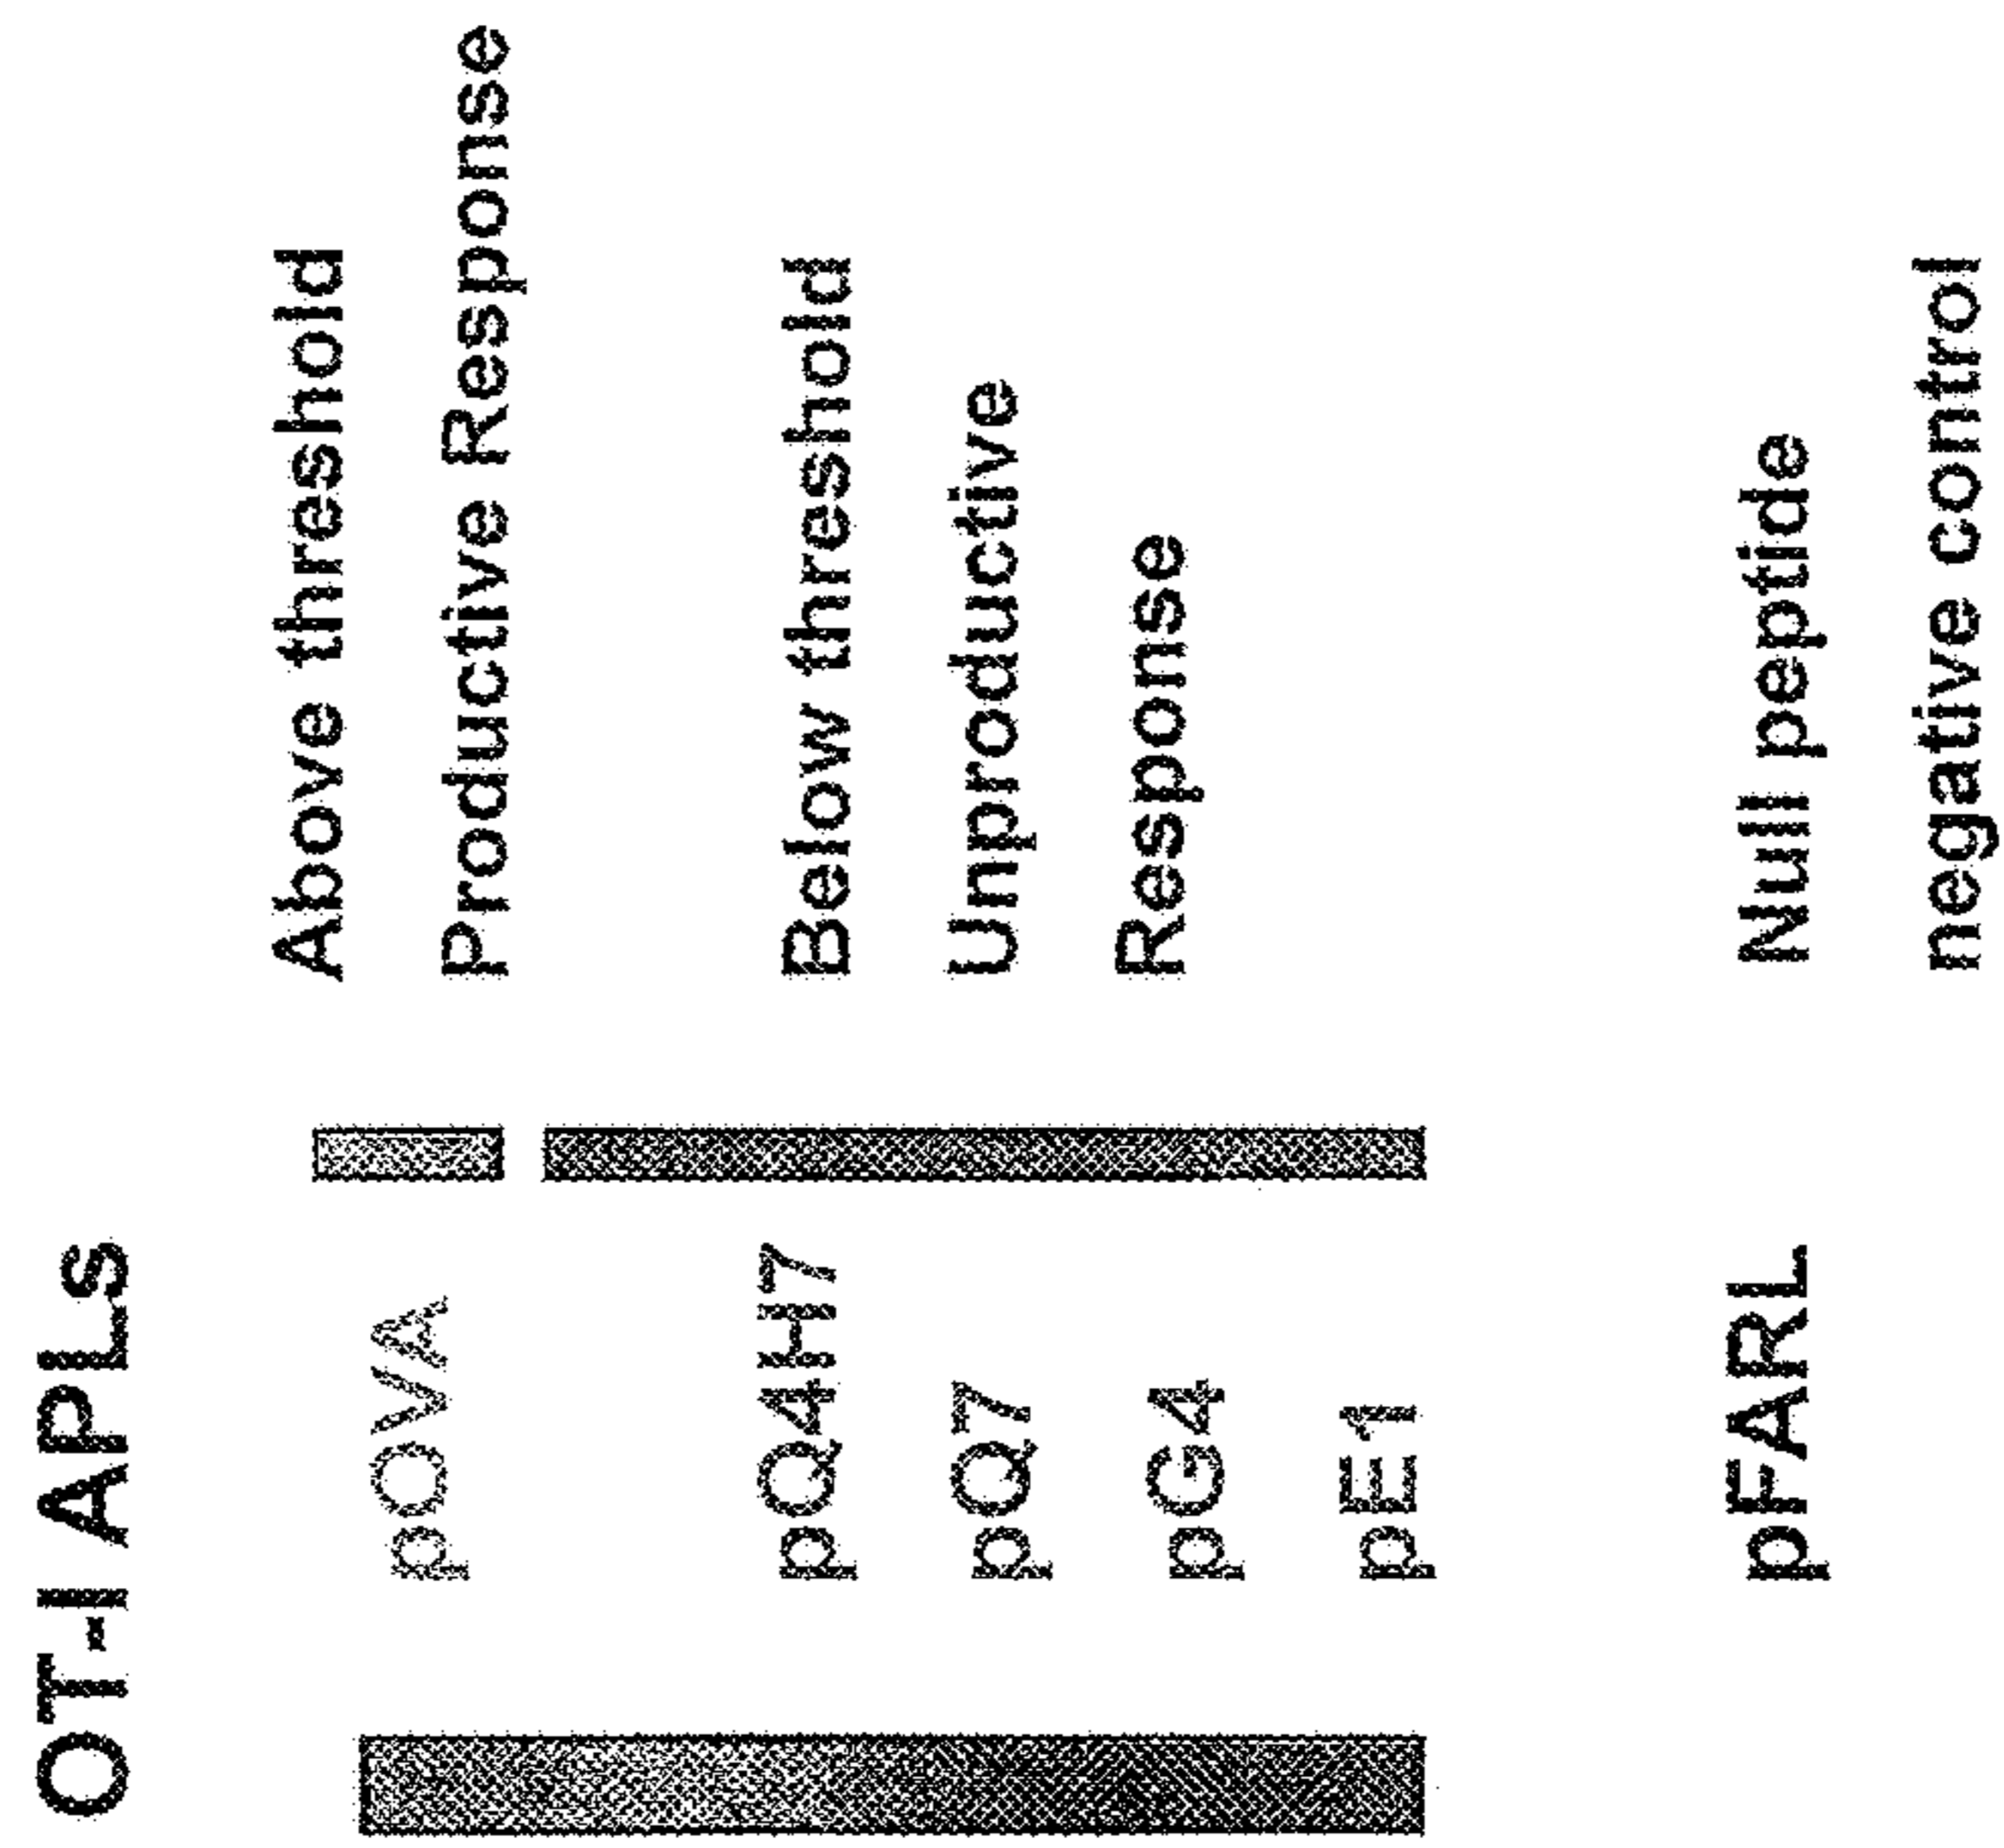 OT-I APLs
pOVA
Above threshold
Productive Response
pQ4H7
pQ7
pG4
pE1
Below threshold
Unproductive
Response
pFARL
Null peptide
negative control